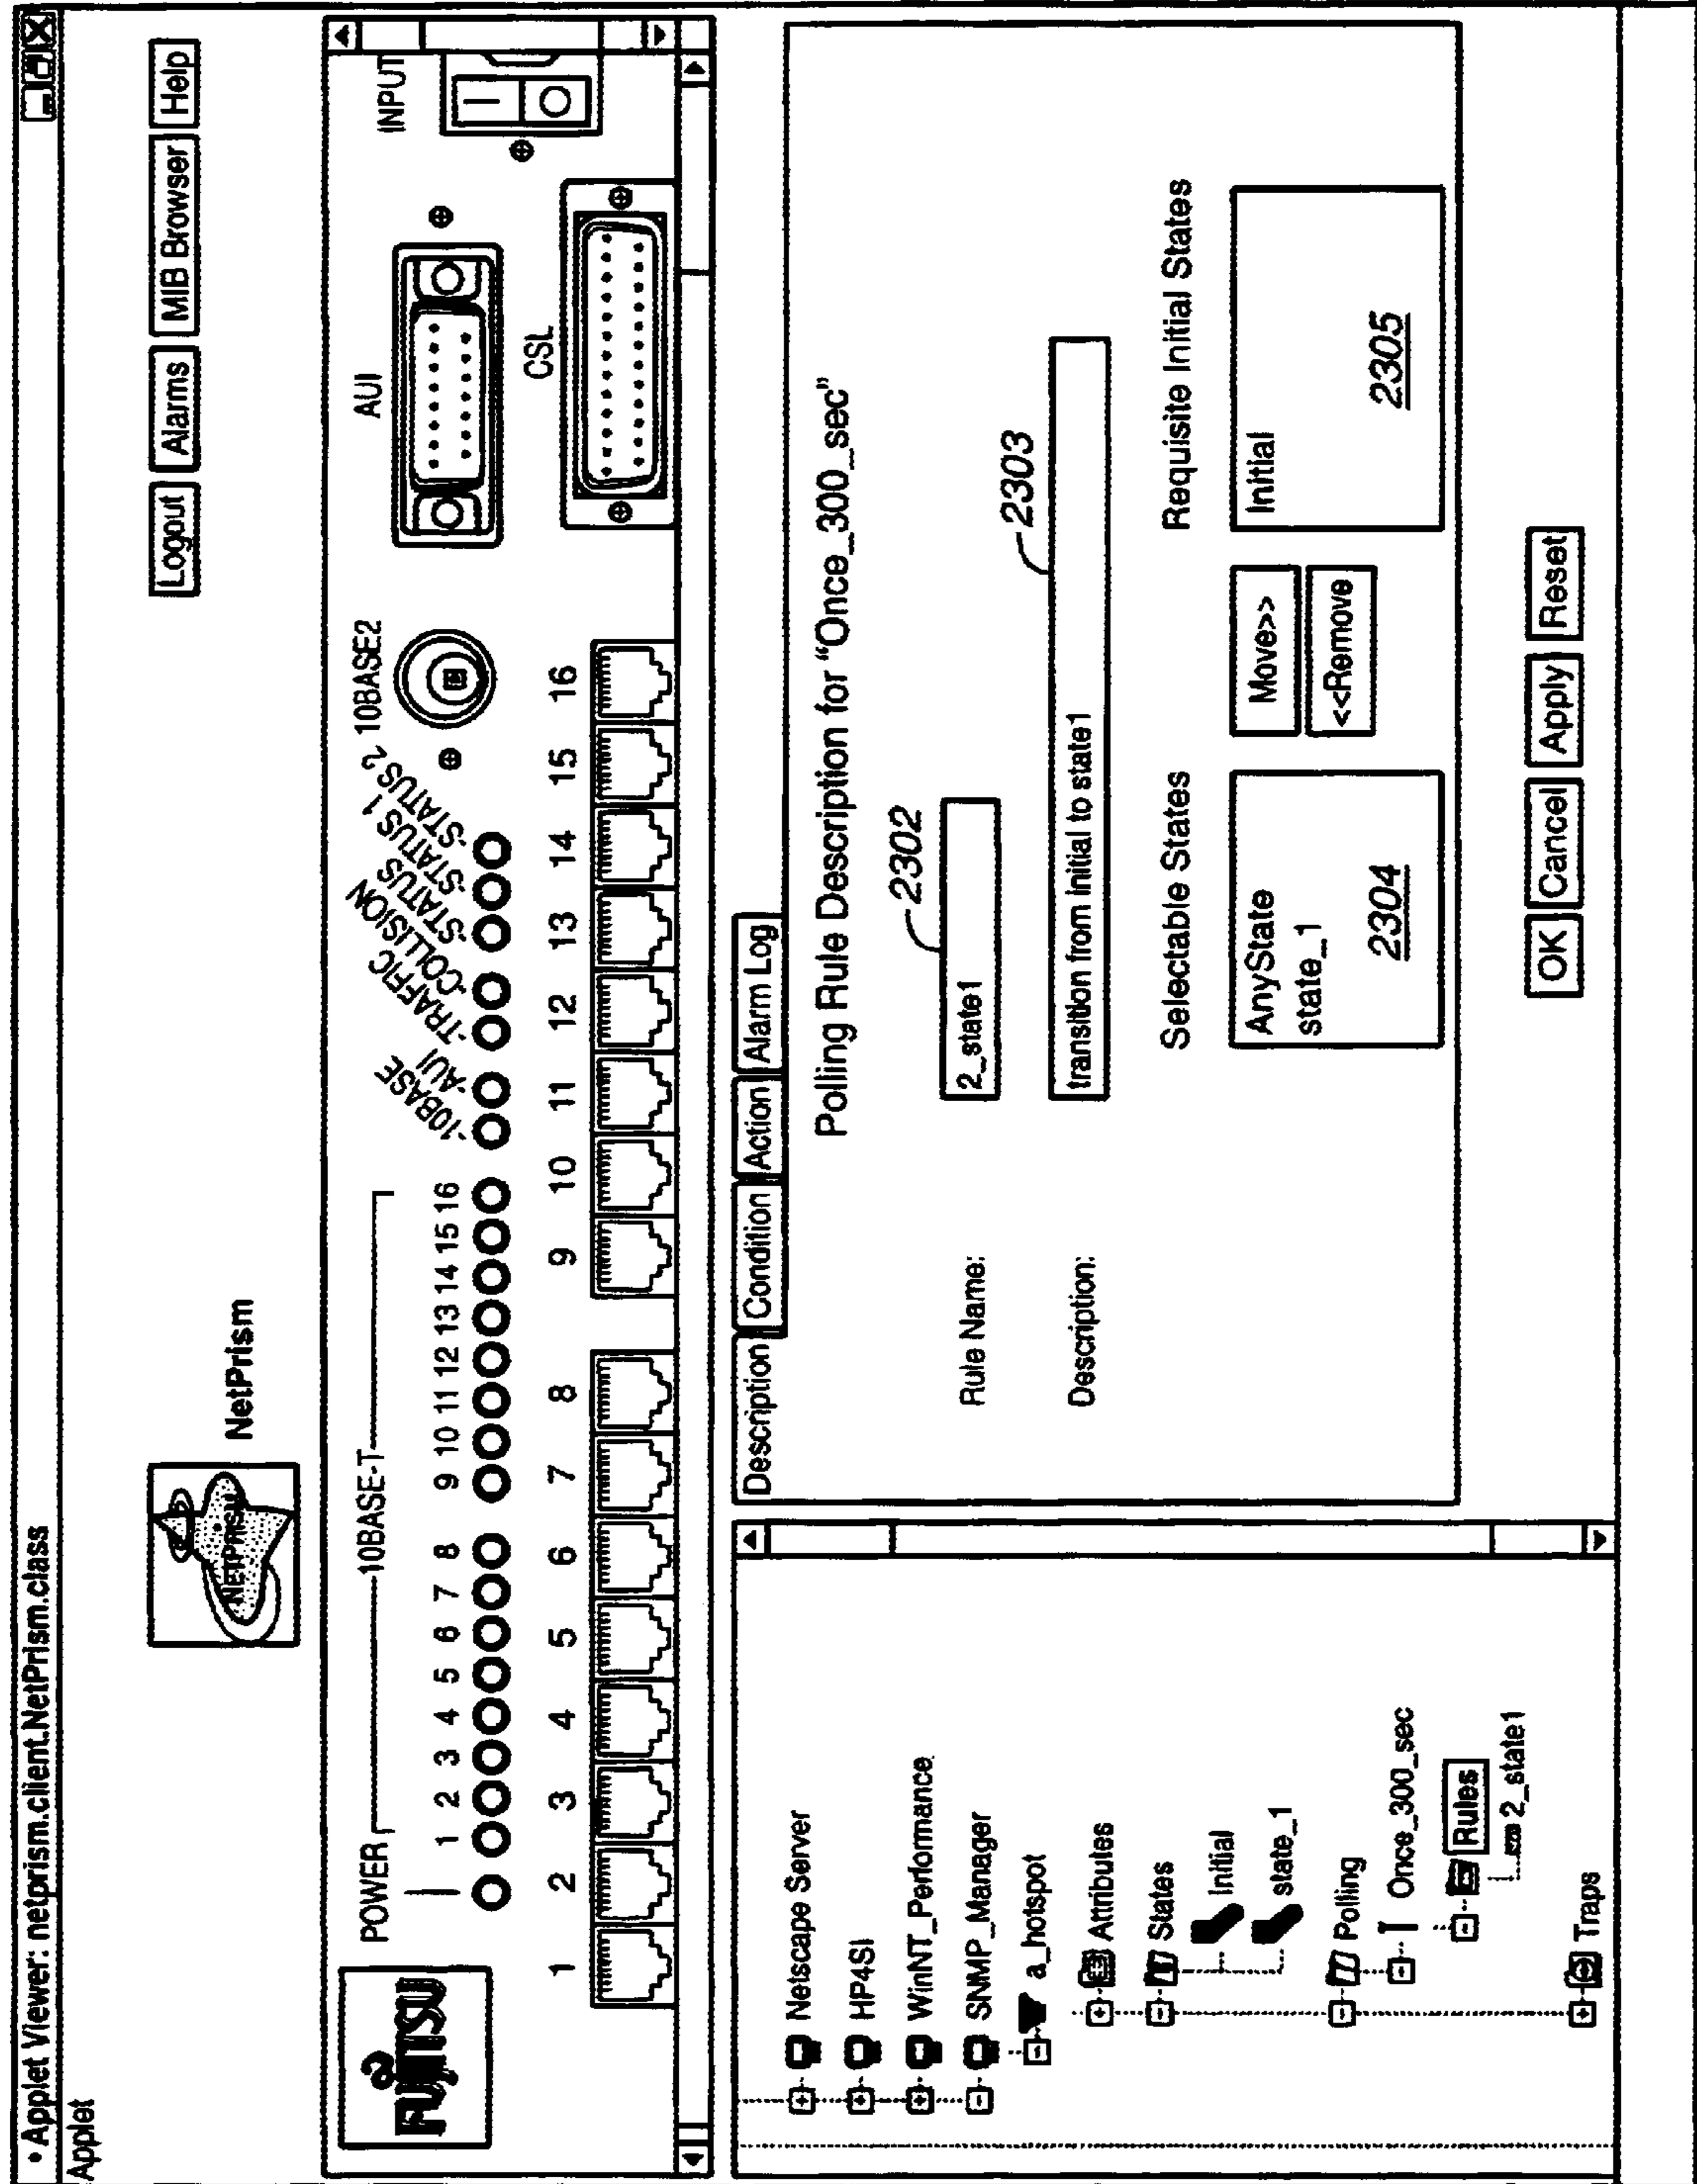 • Applet Viewer: netprism.client.NetPrism.class
Applet
NETPRISM
NetPrism
Logout Alarms MIB Browser Help
FUJITSU
POWER 10BASE-T
1 2 3 4 5 6 7 8 9 10 11 12 13 14 15 16
-10BASE
-AUI
-TRAFFIC
-COLLISION
-STATUS
-STATUS 1
-STATUS 2
10BASE2
AUI
INPUT
CSL
1 2 3 4 5 6 7 8 9 10 11 12 13 14 15 16
Netscape Server
HP4SI
WinNT_Performance
SNMP_Manager
a_hotspot
Attributes
States
Initial
state_1
Polling
Once_300_sec
Rules
2_state1
Traps
Description Condition Action Alarm Log
Polling Rule Description for "Once_300_sec"
2302
Rule Name: 2_state1
2303
Description: transition from initial to state1
Selectable States
AnyState
state_1
2304
Move>>
<<Remove
Requisite Initial States
Initial
2305
OK Cancel Apply Reset